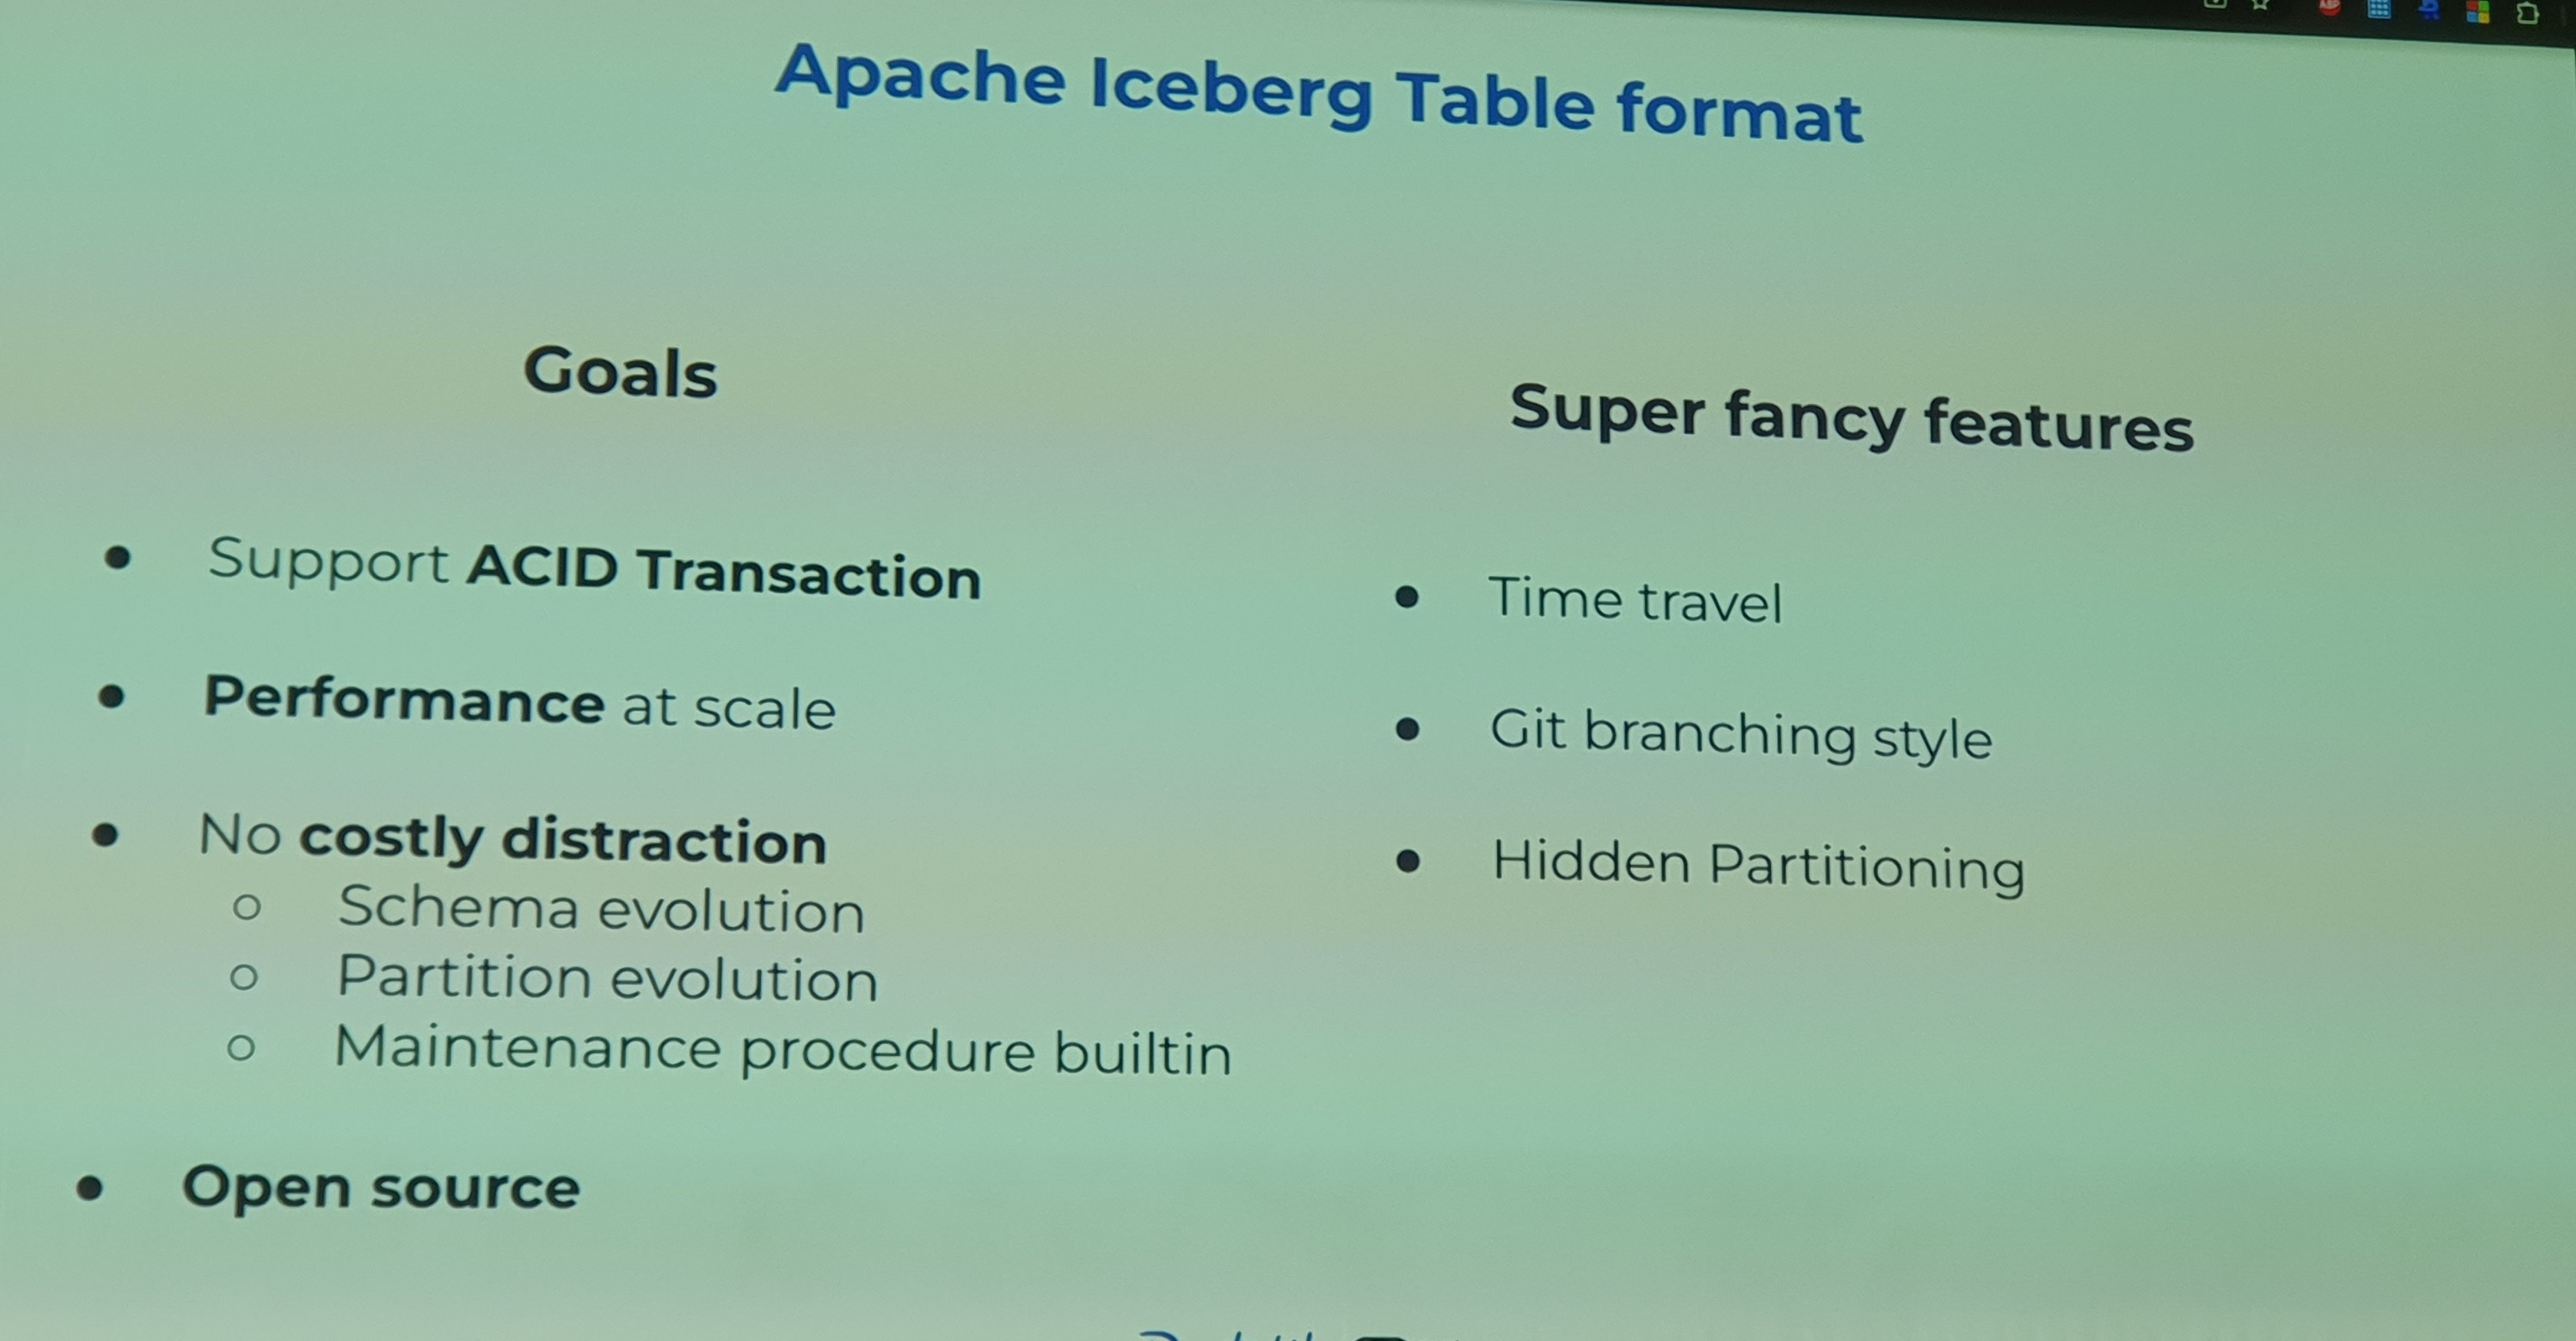 Apache Iceberg Table format
Goals
Support ACID Transaction
Performance at scale
No costly distraction
Schema evolution
Partition evolution
Maintenance procedure builtin
Open source
Super fancy features
Time travel
Git branching style
Hidden Partitioning